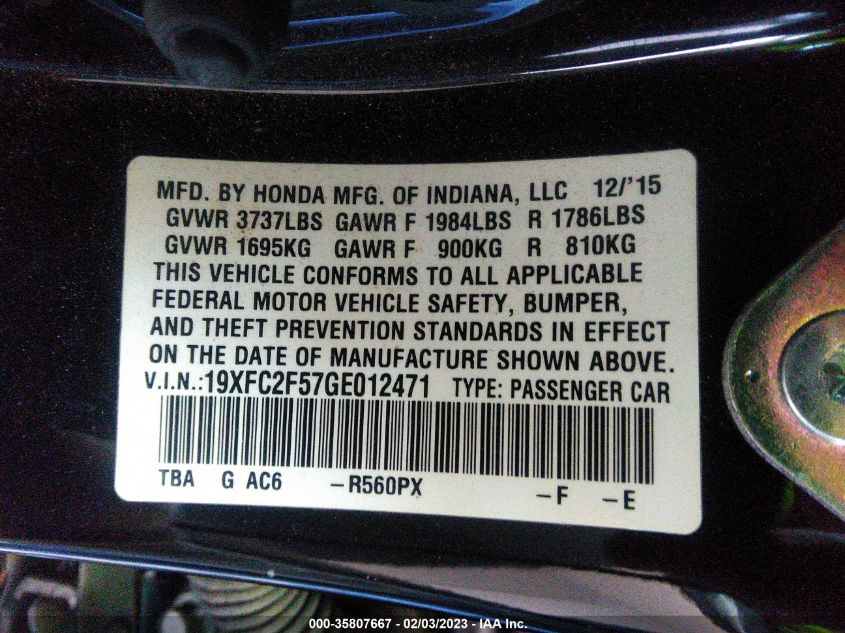 MFD. BY HONDA MFG. OF INDIANA, LLC 12/'15
GVWR 3737LBS GAWR F 1984LBS R 1786LBS
GVWR 1695KG GAWR F 900KG R 810KG
THIS VEHICLE CONFORMS TO ALL APPLICABLE
FEDERAL MOTOR VEHICLE SAFETY, BUMPER,
AND THEFT PREVENTION STANDARDS IN EFFECT
ON THE DATE OF MANUFACTURE SHOWN ABOVE.
V.I.N.:19XFC2F57GE012471 TYPE: PASSENGER CAR
TBA G AC6 –R560PX –F –E
000-35807667 - 02/03/2023 - © IAA Inc.